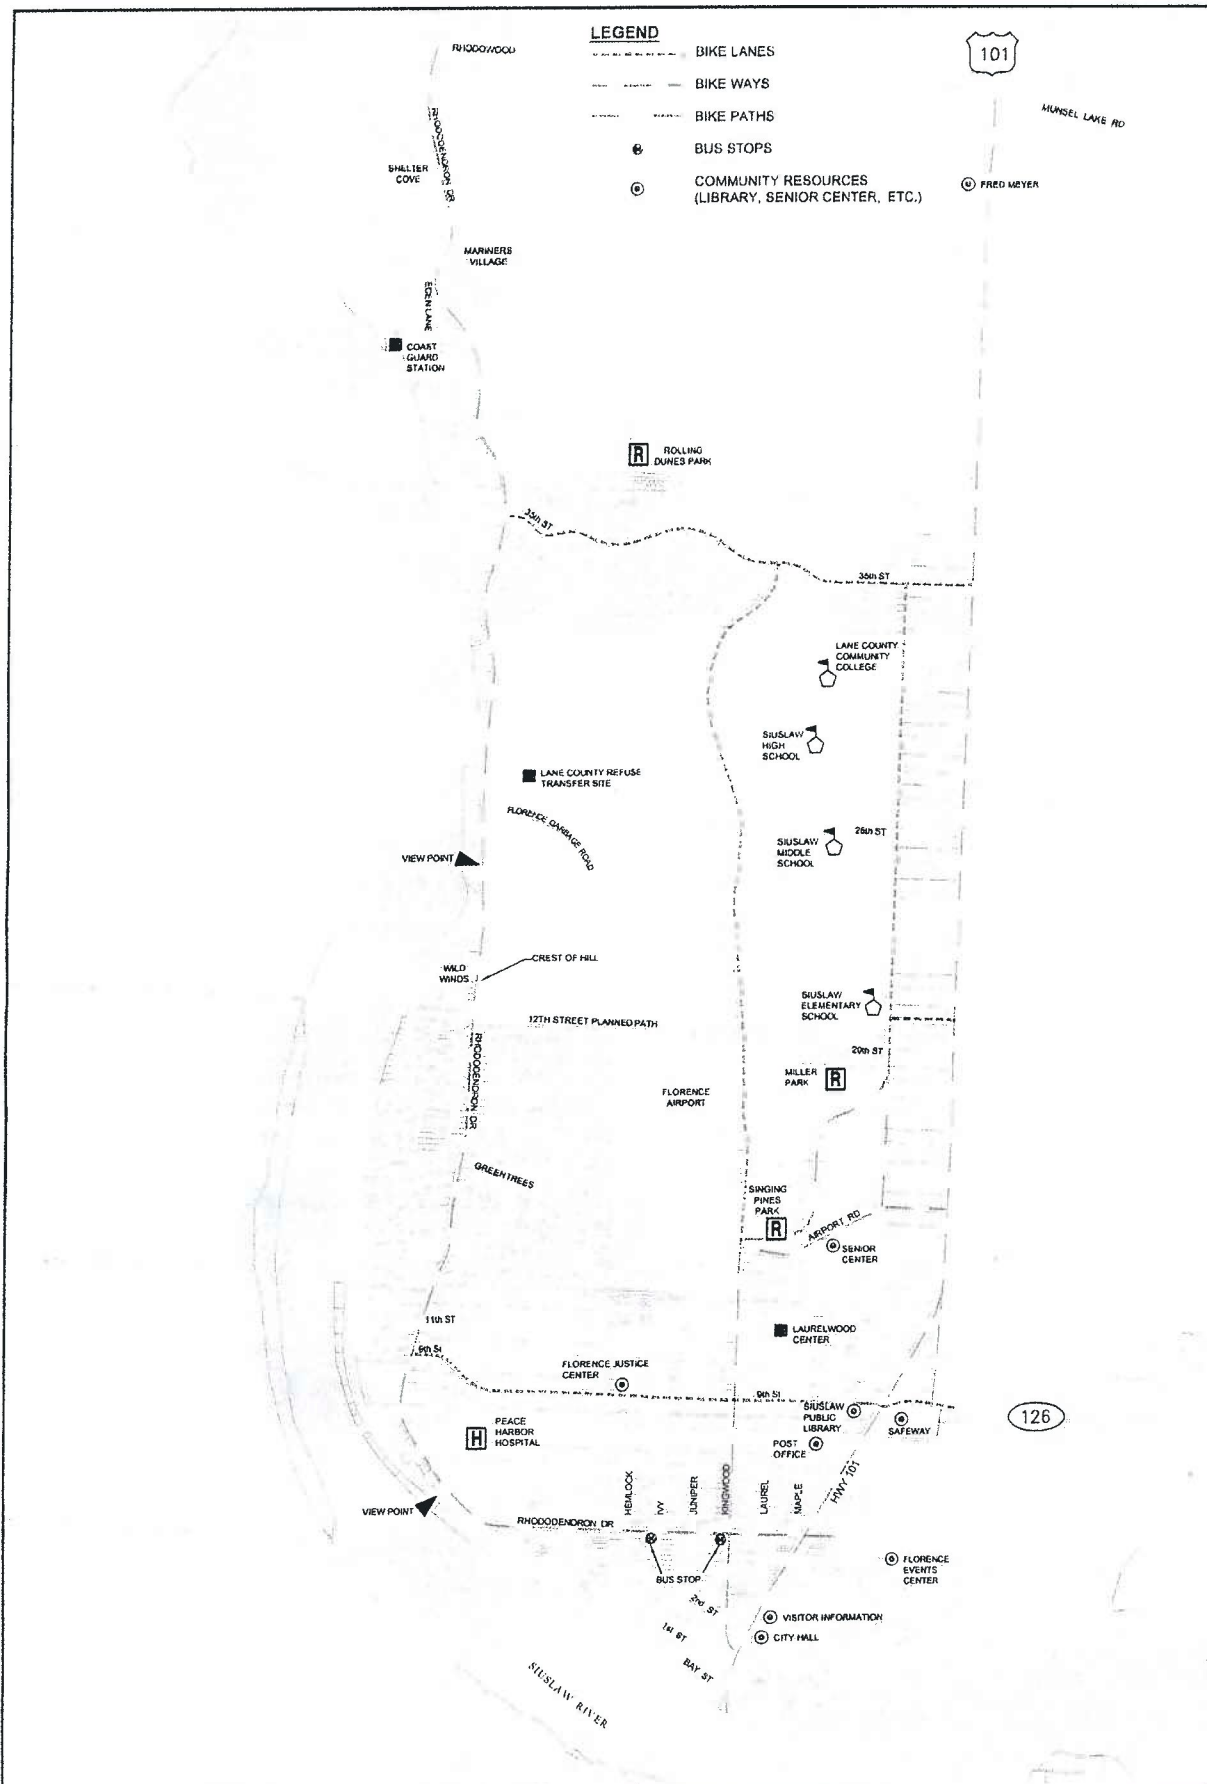 LEGEND
BIKE LANES
BIKE WAYS
BIKE PATHS
BUS STOPS
COMMUNITY RESOURCES
(LIBRARY, SENIOR CENTER, ETC.)
101
MUNSEL LAKE RD
FRED MEYER
RHODOWOOD
RHODODENDRON DR
SHELTER
COVE
MARINERS
VILLAGE
EDEN LANE
COAST
GUARD
STATION
R
ROLLING
DUNES PARK
35th ST
35th ST
LANE COUNTY
COMMUNITY
COLLEGE
SIUSLAW
HIGH
SCHOOL
LANE COUNTY REFUSE
TRANSFER SITE
FLORENCE GARBAGE ROAD
VIEW POINT
SIUSLAW
MIDDLE
SCHOOL
26th ST
WILD
WINDS
CREST OF HILL
SIUSLAW
ELEMENTARY
SCHOOL
12TH STREET PLANNED PATH
20th ST
RHODODENDRON DR
MILLER
PARK
R
FLORENCE
AIRPORT
GREENTREES
SINGING
PINES
PARK
R
AIRPORT RD
SENIOR
CENTER
11th ST
LAURELWOOD
CENTER
9th St
FLORENCE JUSTICE
CENTER
9th St
SIUSLAW
PUBLIC
LIBRARY
SAFEWAY
126
H
PEACE
HARBOR
HOSPITAL
POST
OFFICE
HWY 101
HEMLOCK
IVY
JUNIPER
KINGWOOD
LAUREL
MAPLE
VIEW POINT
RHODODENDRON DR
BUS STOP
FLORENCE
EVENTS
CENTER
2nd ST
VISITOR INFORMATION
1st ST
CITY HALL
BAY ST
SIUSLAW RIVER